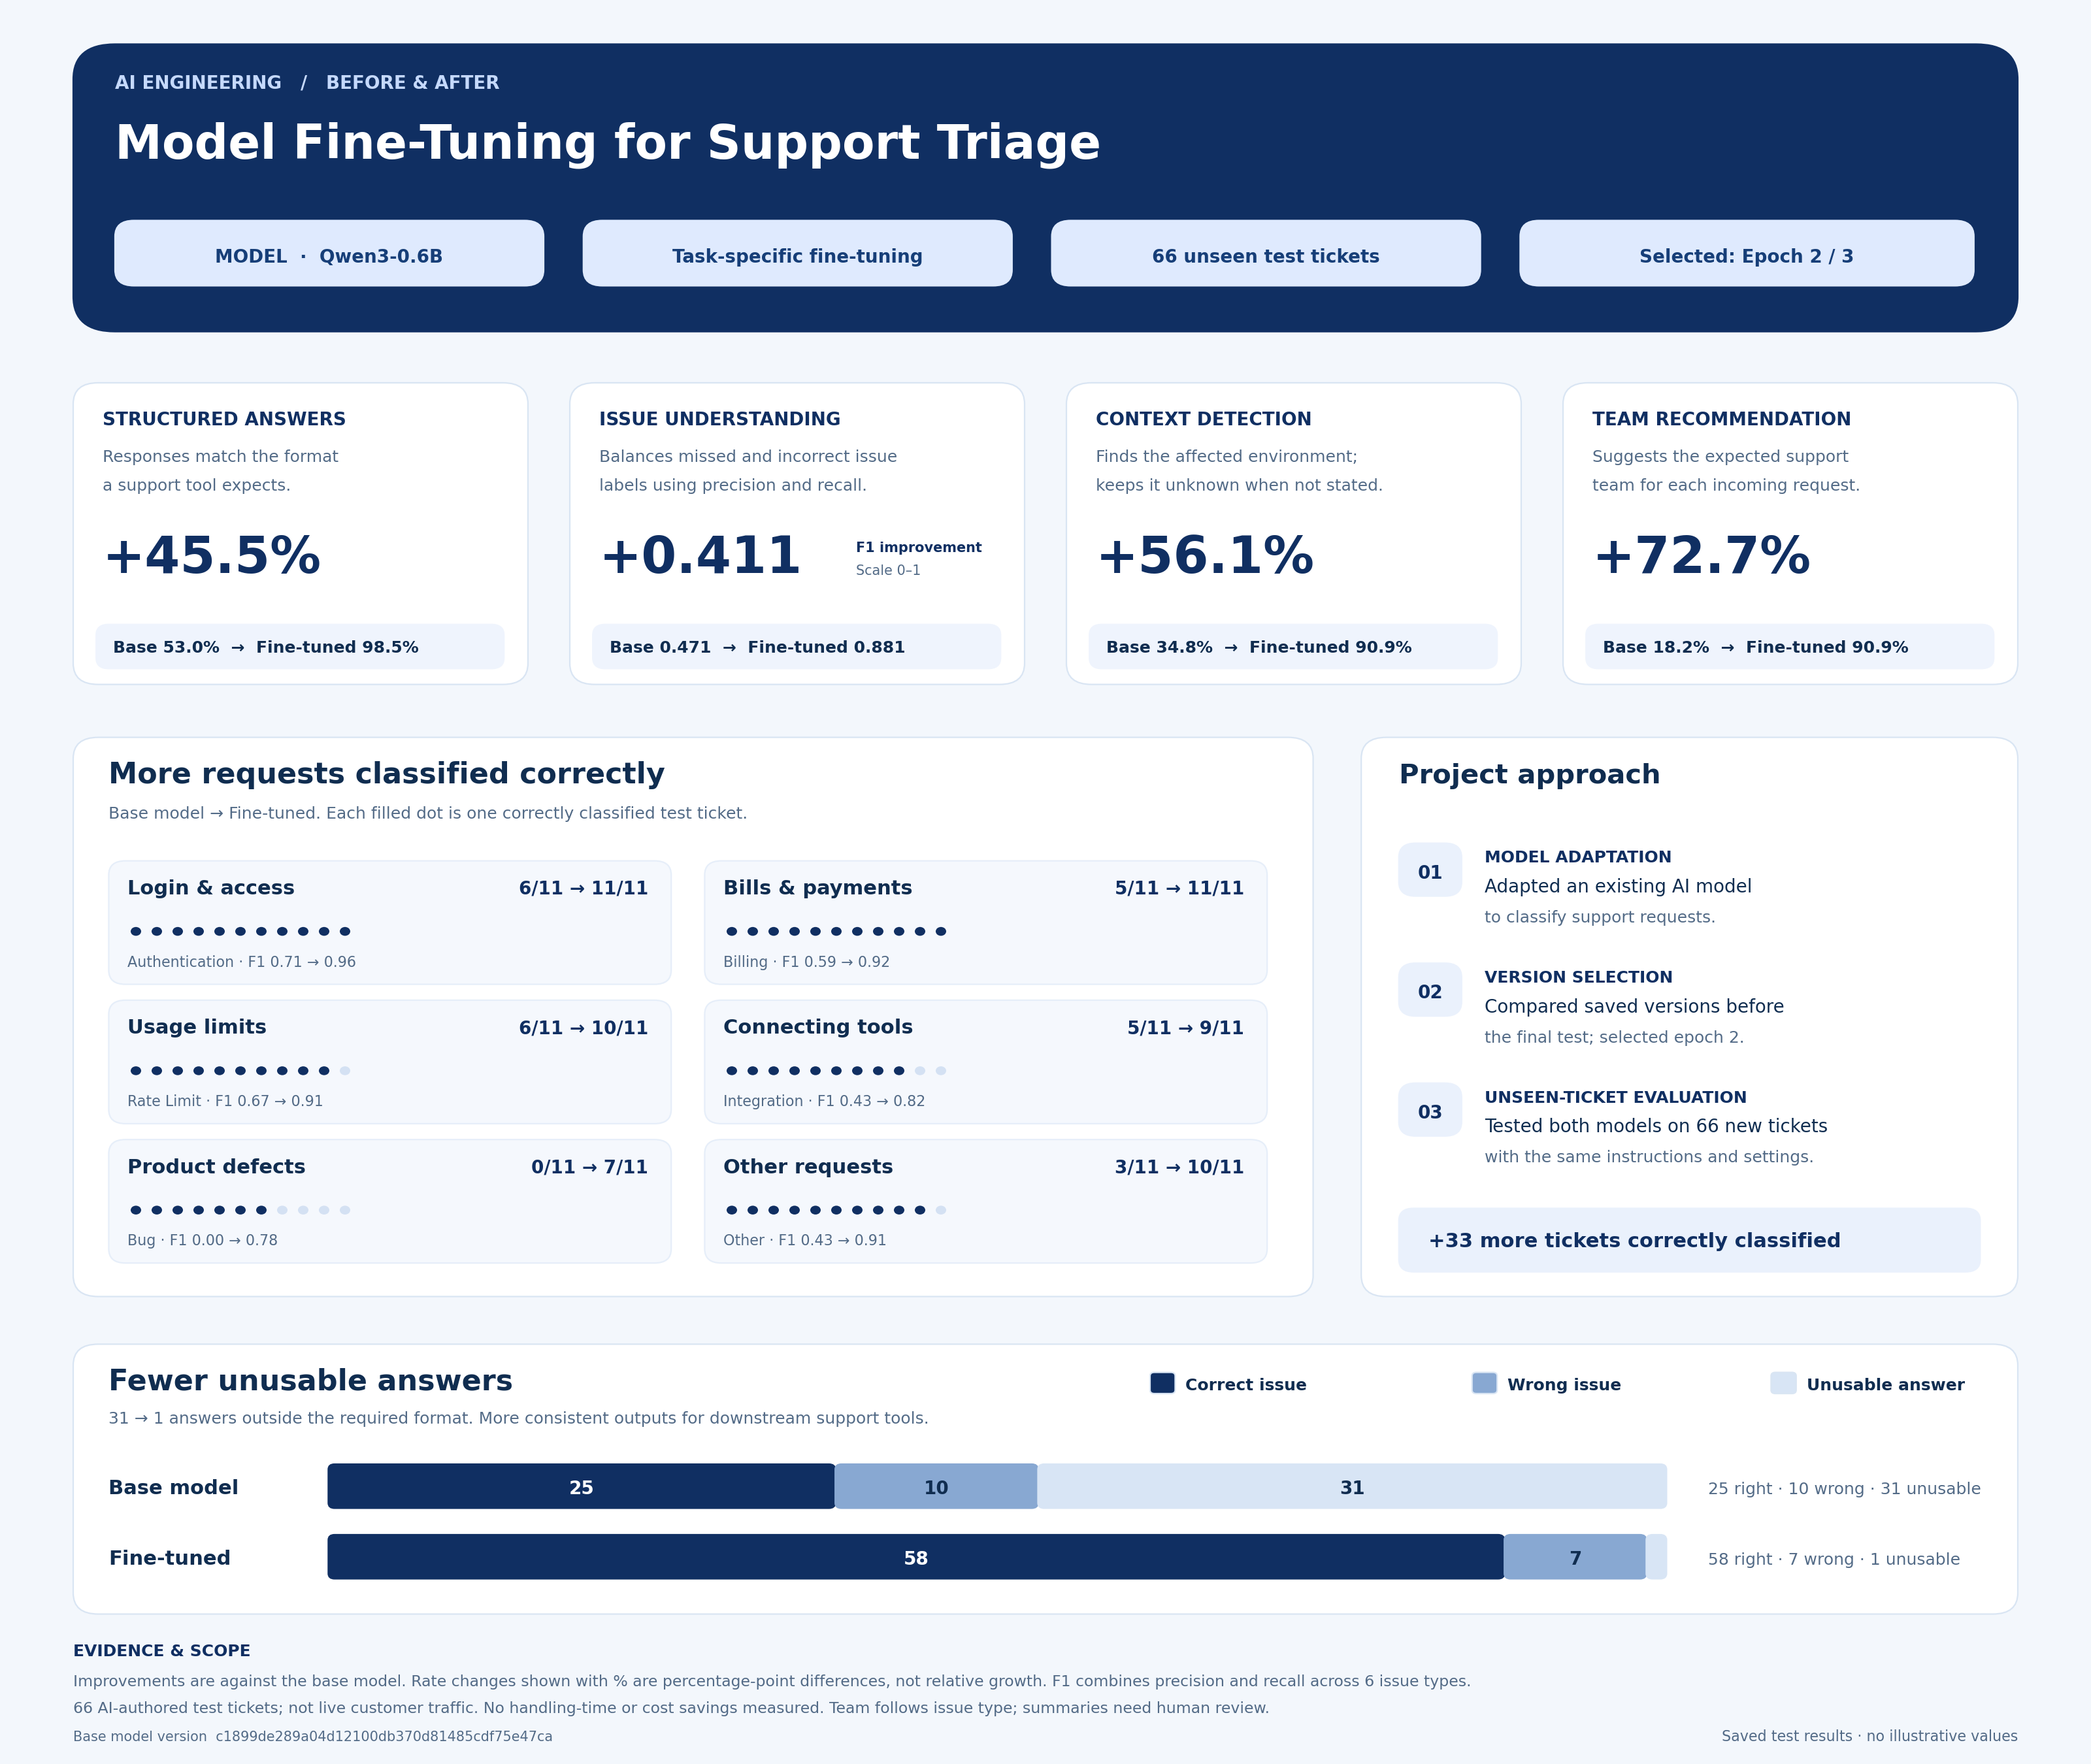 AI ENGINEERING / BEFORE & AFTER
Model Fine-Tuning for Support Triage
MODEL · Qwen3-0.6B
Task-specific fine-tuning
66 unseen test tickets
Selected: Epoch 2 / 3
STRUCTURED ANSWERS
Responses match the format
a support tool expects.
+45.5%
Base 53.0% → Fine-tuned 98.5%
ISSUE UNDERSTANDING
Balances missed and incorrect issue
labels using precision and recall.
+0.411
F1 improvement
Scale 0–1
Base 0.471 → Fine-tuned 0.881
CONTEXT DETECTION
Finds the affected environment;
keeps it unknown when not stated.
+56.1%
Base 34.8% → Fine-tuned 90.9%
TEAM RECOMMENDATION
Suggests the expected support
team for each incoming request.
+72.7%
Base 18.2% → Fine-tuned 90.9%
More requests classified correctly
Base model → Fine-tuned. Each filled dot is one correctly classified test ticket.
Login & access 6/11 → 11/11
Authentication · F1 0.71 → 0.96
Bills & payments 5/11 → 11/11
Billing · F1 0.59 → 0.92
Usage limits 6/11 → 10/11
Rate Limit · F1 0.67 → 0.91
Connecting tools 5/11 → 9/11
Integration · F1 0.43 → 0.82
Product defects 0/11 → 7/11
Bug · F1 0.00 → 0.78
Other requests 3/11 → 10/11
Other · F1 0.43 → 0.91
Project approach
01
MODEL ADAPTATION
Adapted an existing AI model
to classify support requests.
02
VERSION SELECTION
Compared saved versions before
the final test; selected epoch 2.
03
UNSEEN-TICKET EVALUATION
Tested both models on 66 new tickets
with the same instructions and settings.
+33 more tickets correctly classified
Fewer unusable answers
31 → 1 answers outside the required format. More consistent outputs for downstream support tools.
Correct issue
Wrong issue
Unusable answer
Base model 25 10 31 25 right · 10 wrong · 31 unusable
Fine-tuned 58 7 58 right · 7 wrong · 1 unusable
EVIDENCE & SCOPE
Improvements are against the base model. Rate changes shown with % are percentage-point differences, not relative growth. F1 combines precision and recall across 6 issue types.
66 AI-authored test tickets; not live customer traffic. No handling-time or cost savings measured. Team follows issue type; summaries need human review.
Base model version c1899de289a04d12100db370d81485cdf75e47ca
Saved test results · no illustrative values